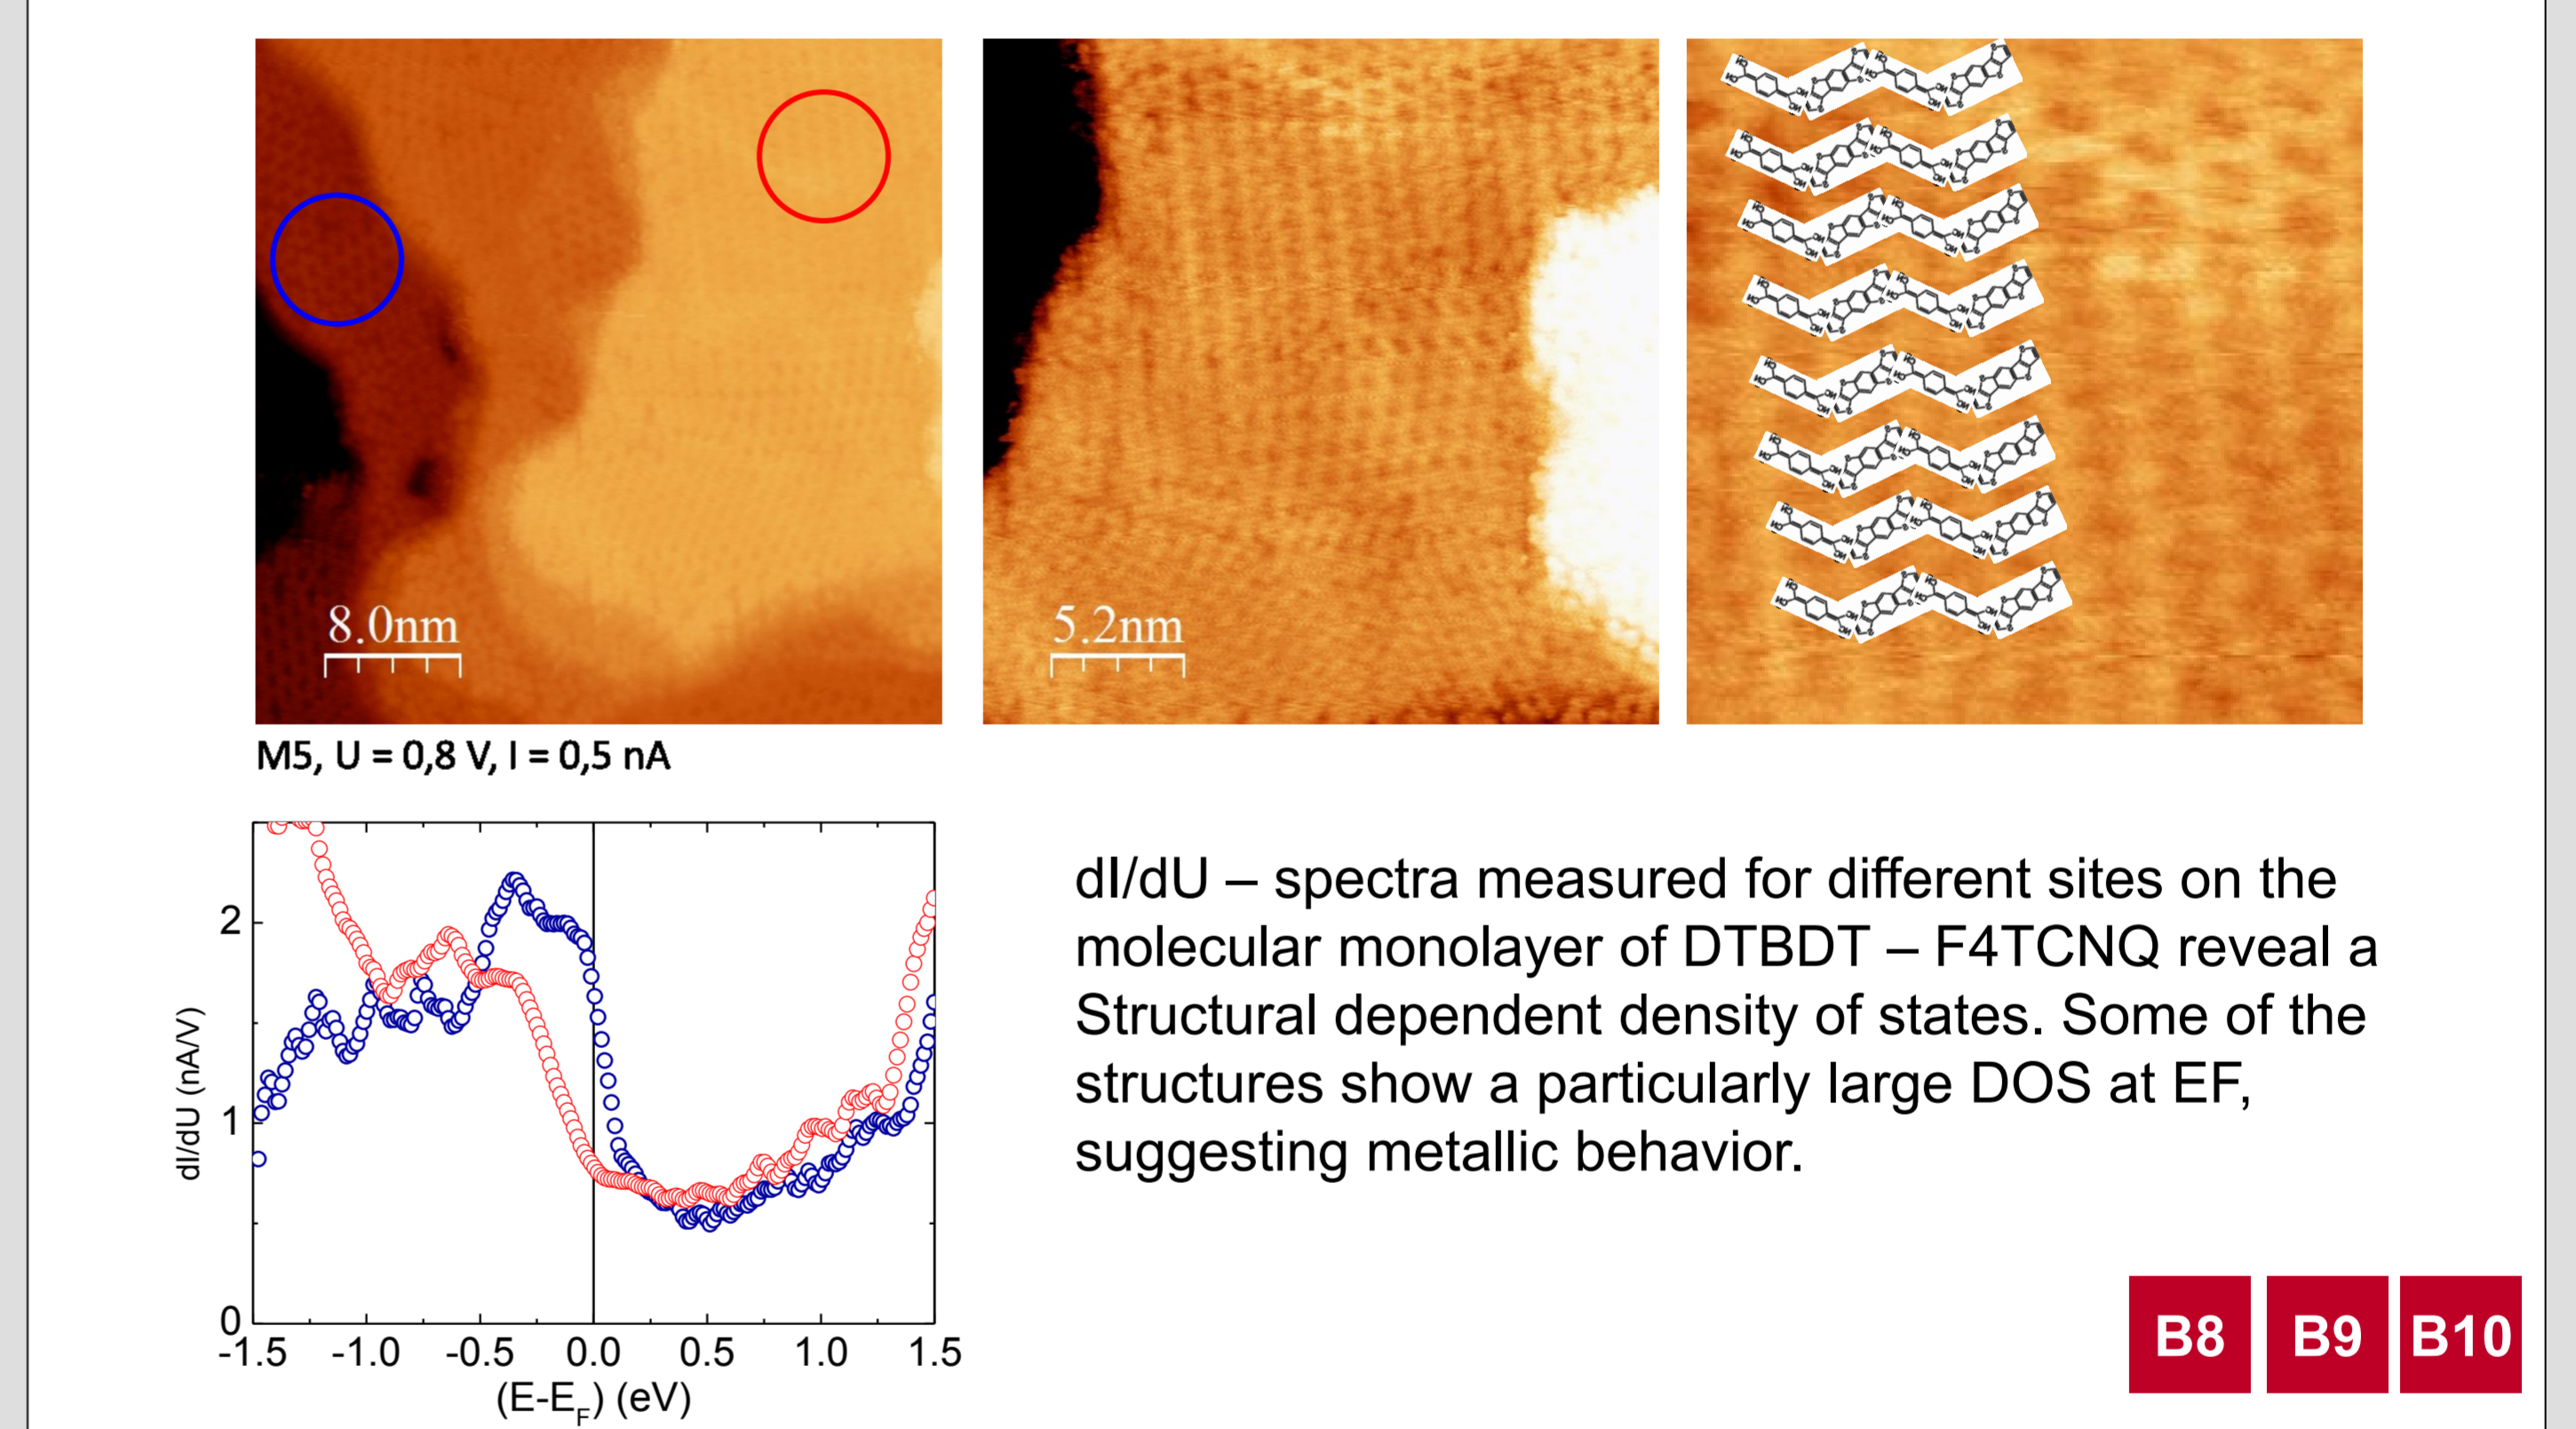 8.0nm
5.2nm
M5, U = 0,8 V, I = 0,5 nA
dI/dU (nA/V)
2
1
0
-1.5 -1.0 -0.5 0.0 0.5 1.0 1.5
(E-EF) (eV)
dI/dU – spectra measured for different sites on the
molecular monolayer of DTBDT – F4TCNQ reveal a
Structural dependent density of states. Some of the
structures show a particularly large DOS at EF,
suggesting metallic behavior.
B8 B9 B10